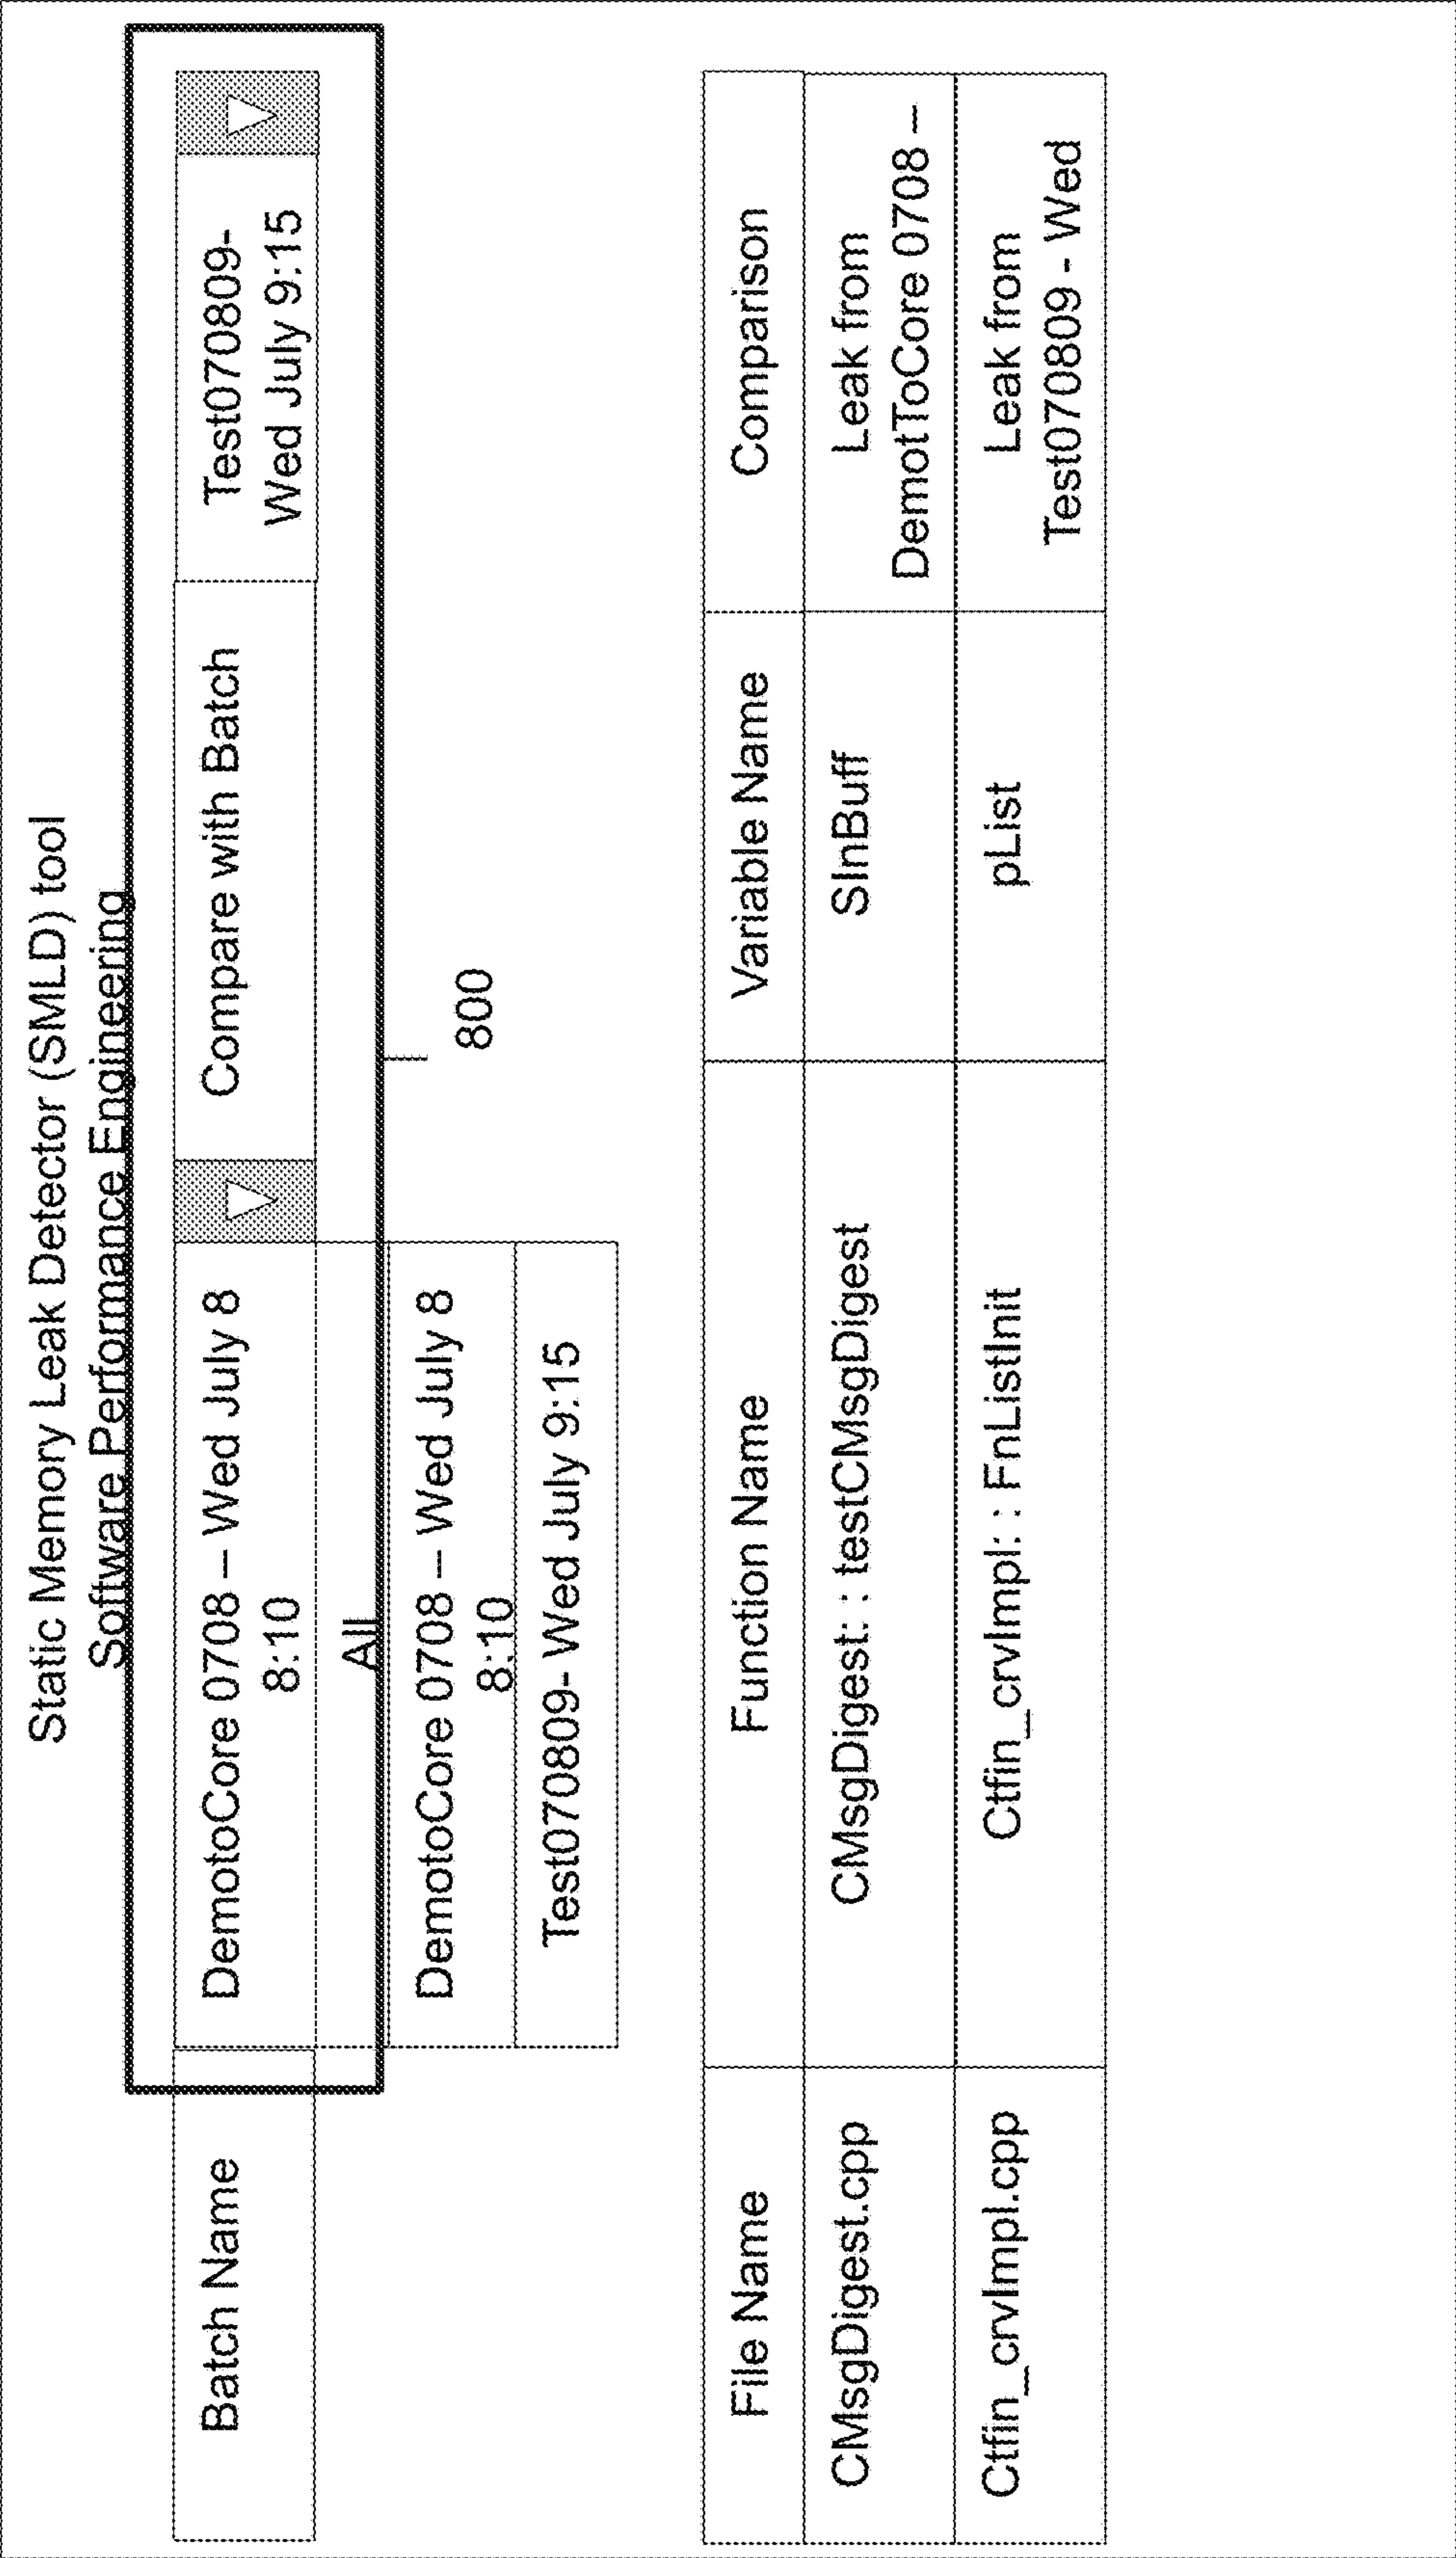 Static Memory Leak Detector (SMLD) tool
Software Performance Engineering
Batch Name
DemotoCore 0708 – Wed July 8
8:10
Compare with Batch
Test070809-
Wed July 9:15
All
DemotoCore 0708 – Wed July 8
8:10
Test070809- Wed July 9:15
800
File Name
Function Name
Variable Name
Comparison
CMsgDigest.cpp
CMsgDigest: : testCMsgDigest
SInBuff
Leak from
DemotToCore 0708 –
Ctfin_crvImpl.cpp
Ctfin_crvImpl: : FnListInit
pList
Leak from
Test070809 - Wed